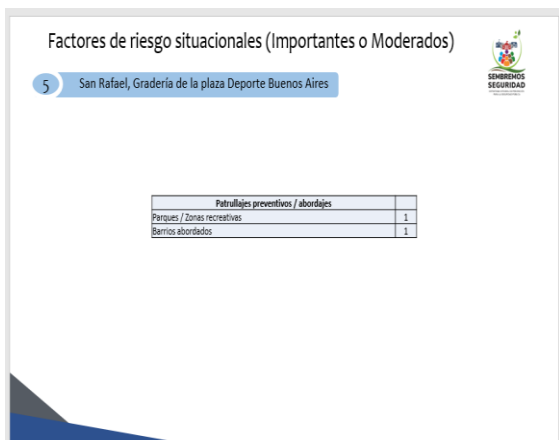 Factores de riesgo situacionales (Importantes o Moderados)
SEMBREMOS
SEGURIDAD
5
San Rafael, Gradería de la plaza Deporte Buenos Aires
Patrullajes preventivos / abordajes
Parques / Zonas recreativas 1
Barrios abordados 1